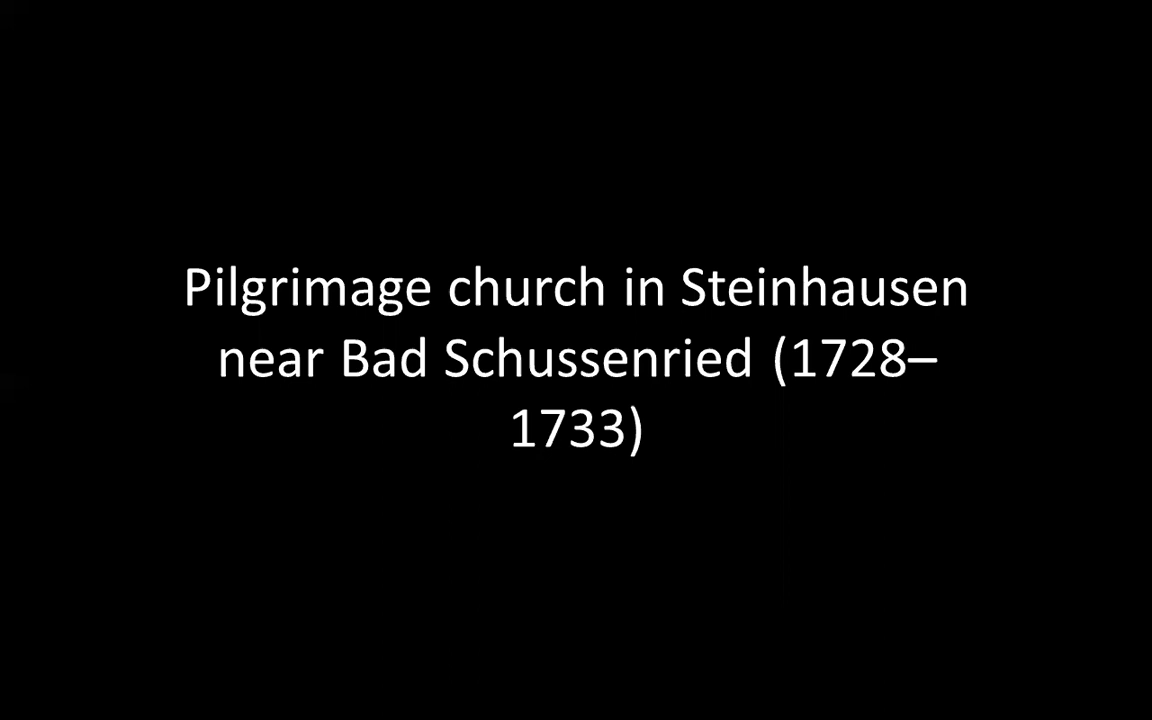 Pilgrimage church in Steinhausen
near Bad Schussenried (1728–
1733)